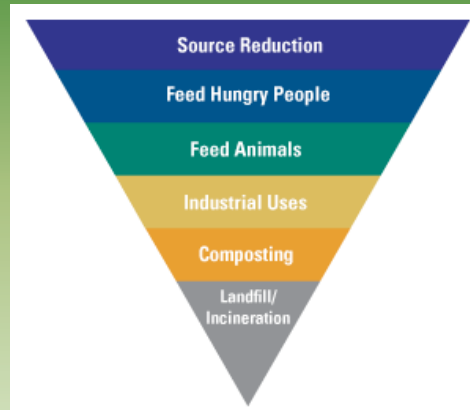 Source Reduction
Feed Hungry People
Feed Animals
Industrial Uses
Composting
Landfill/
Incineration